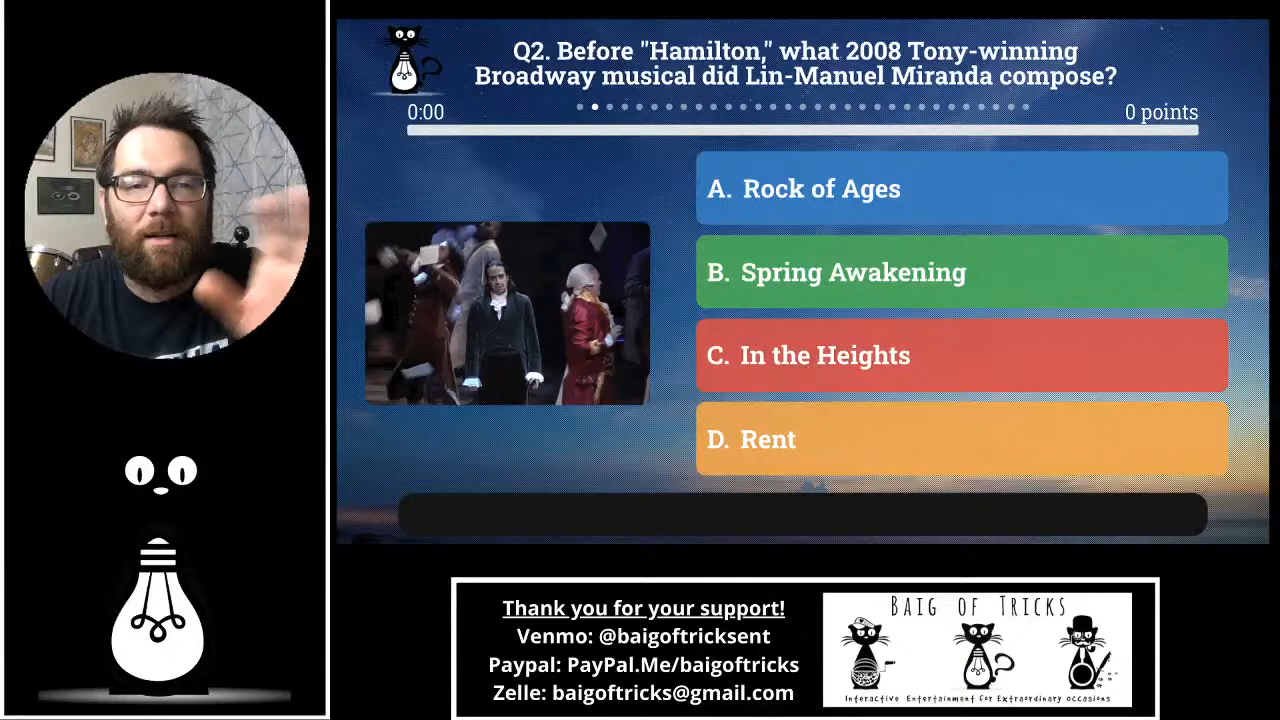 Q2. Before "Hamilton," what 2008 Tony-winning
Broadway musical did Lin-Manuel Miranda compose?
0:00
0 points
A. Rock of Ages
B. Spring Awakening
C. In the Heights
D. Rent
Thank you for your support!
Venmo: @baigoftricksent
Paypal: PayPal.Me/baigoftricks
Zelle: baigoftricks@gmail.com
BAIG OF TRICKS
Interactive Entertainment for Extraordinary occasions